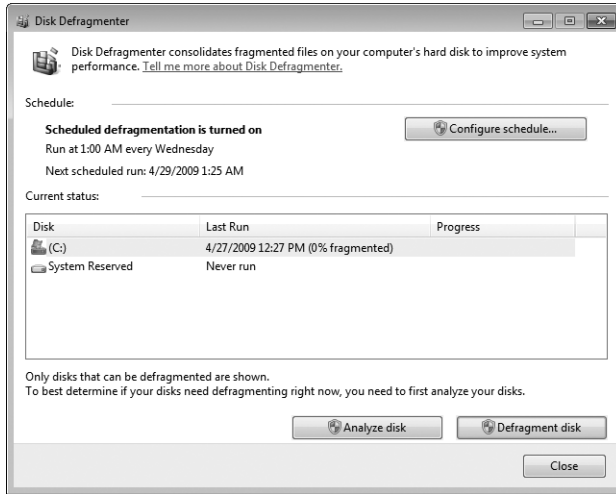 Disk Defragmenter
Disk Defragmenter consolidates fragmented files on your computer's hard disk to improve system
performance. Tell me more about Disk Defragmenter.
Schedule:
Scheduled defragmentation is turned on
Configure schedule...
Run at 1:00 AM every Wednesday
Next scheduled run: 4/29/2009 1:25 AM
Current status:
Disk Last Run Progress
(C:) 4/27/2009 12:27 PM (0% fragmented)
System Reserved Never run
Only disks that can be defragmented are shown.
To best determine if your disks need defragmenting right now, you need to first analyze your disks.
Analyze disk Defragment disk
Close